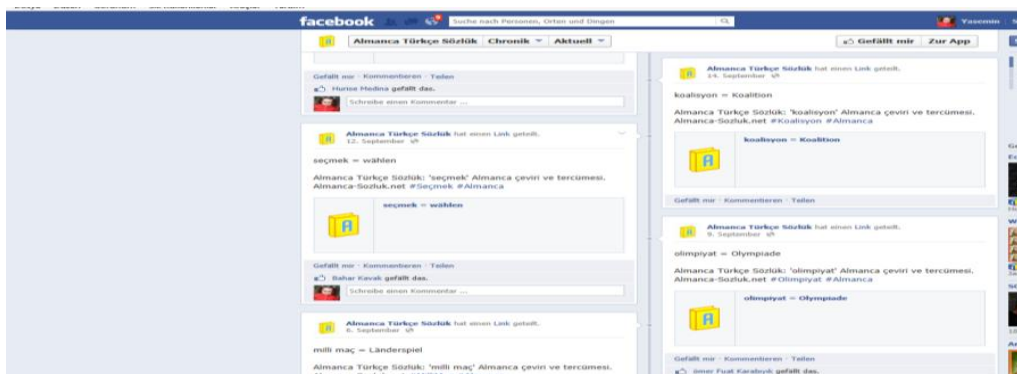 facebook
Suche nach Personen, Orten und Dingen
Yasemin
Almanca Türkçe Sözlük
Chronik
Aktuell
Gefällt mir
Zur App
Gefällt mir · Kommentieren · Teilen
Hurise Medina gefällt das.
Schreibe einen Kommentar ...
Almanca Türkçe Sözlük hat einen Link geteilt.
12. September
seçmek = wählen
Almanca Türkçe Sözlük: 'seçmek' Almanca çeviri ve tercümesi.
Almanca-Sozluk.net #Seçmek #Almanca
A
seçmek = wählen
Gefällt mir · Kommentieren · Teilen
Bahar Kavak gefällt das.
Schreibe einen Kommentar ...
Almanca Türkçe Sözlük hat einen Link geteilt.
6. September
milli maç = Länderspiel
Almanca Türkçe Sözlük: 'milli maç' Almanca çeviri ve tercümesi.
Almanca Türkçe Sözlük hat einen Link geteilt.
14. September
koalisyon = Koalition
Almanca Türkçe Sözlük: 'koalisyon' Almanca çeviri ve tercümesi.
Almanca-Sozluk.net #Koalisyon #Almanca
A
koalisyon = Koalition
Gefällt mir · Kommentieren · Teilen
Almanca Türkçe Sözlük hat einen Link geteilt.
9. September
olimpiyat = Olympiade
Almanca Türkçe Sözlük: 'olimpiyat' Almanca çeviri ve tercümesi.
Almanca-Sozluk.net #Olimpiyat #Almanca
A
olimpiyat = Olympiade
Gefällt mir · Kommentieren · Teilen
ömer Fuat Karabıyık gefällt das.